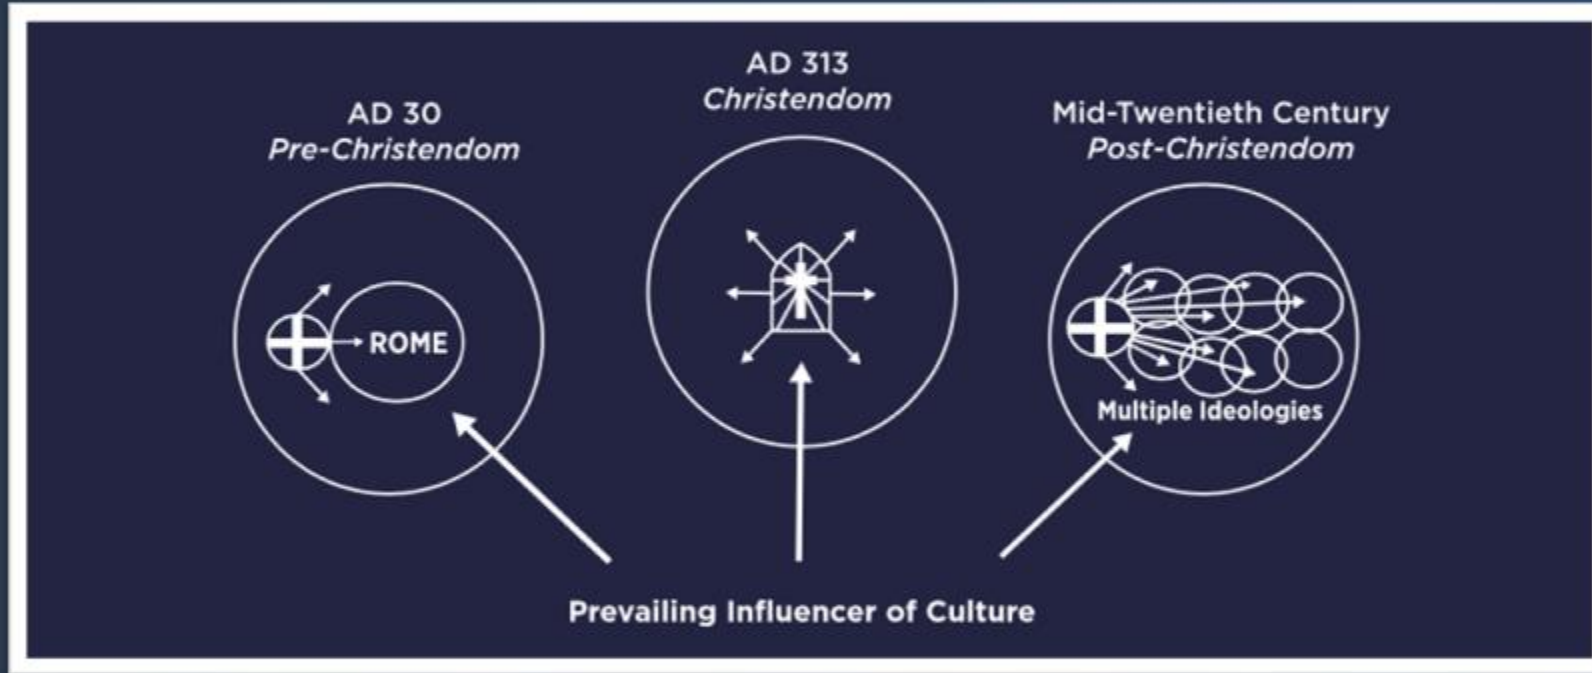 AD 30
Pre-Christendom
ROME
AD 313
Christendom
Mid-Twentieth Century
Post-Christendom
Multiple Ideologies
Prevailing Influencer of Culture